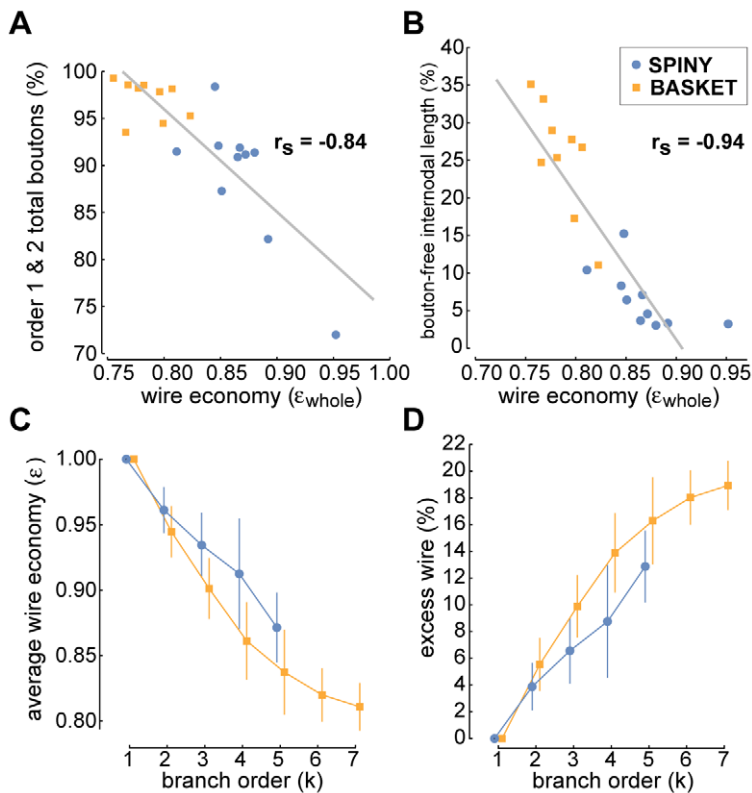 A
order 1 & 2 total boutons (%)
100
95
90
85
80
75
70
r_s = -0.84
0.75 0.80 0.85 0.90 0.95 1.00
wire economy (ε_whole)
B
bouton-free internodal length (%)
40
35
30
25
20
15
10
5
0
SPINY
BASKET
r_s = -0.94
0.70 0.75 0.80 0.85 0.90 0.95
wire economy (ε_whole)
C
average wire economy (ε)
1.00
0.95
0.90
0.85
0.80
1 2 3 4 5 6 7
branch order (k)
D
excess wire (%)
22
20
18
16
14
12
10
8
6
4
2
0
1 2 3 4 5 6 7
branch order (k)